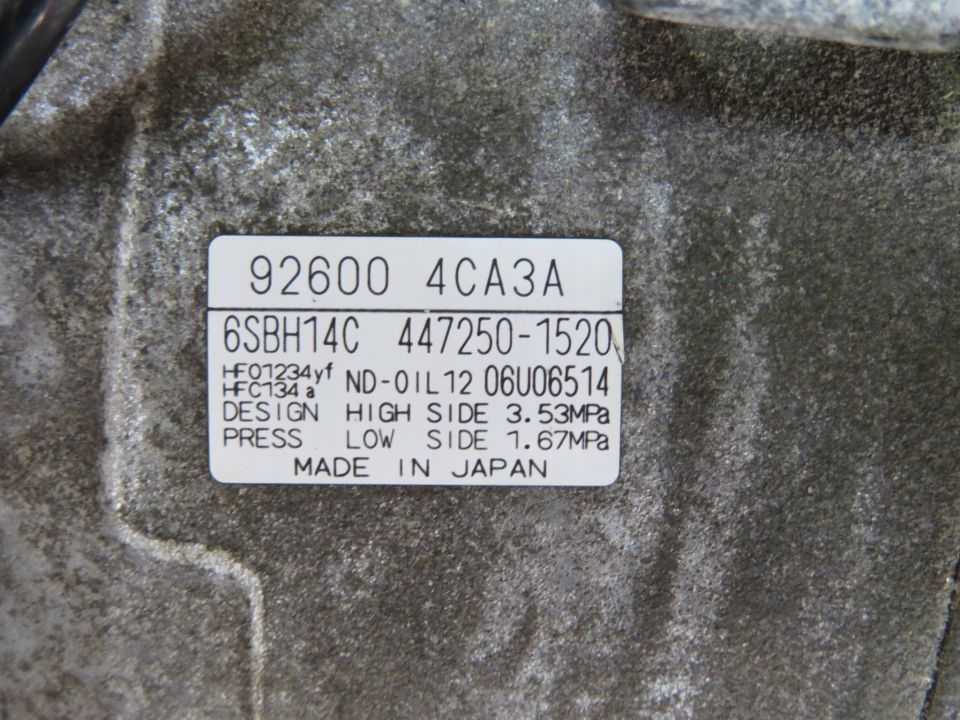 92600 4CA3A
6SBH14C 447250-1520
HFO1234yf
HFC134a ND-OIL12 06U06514
DESIGN HIGH SIDE 3.53MPa
PRESS LOW SIDE 1.67MPa
MADE IN JAPAN